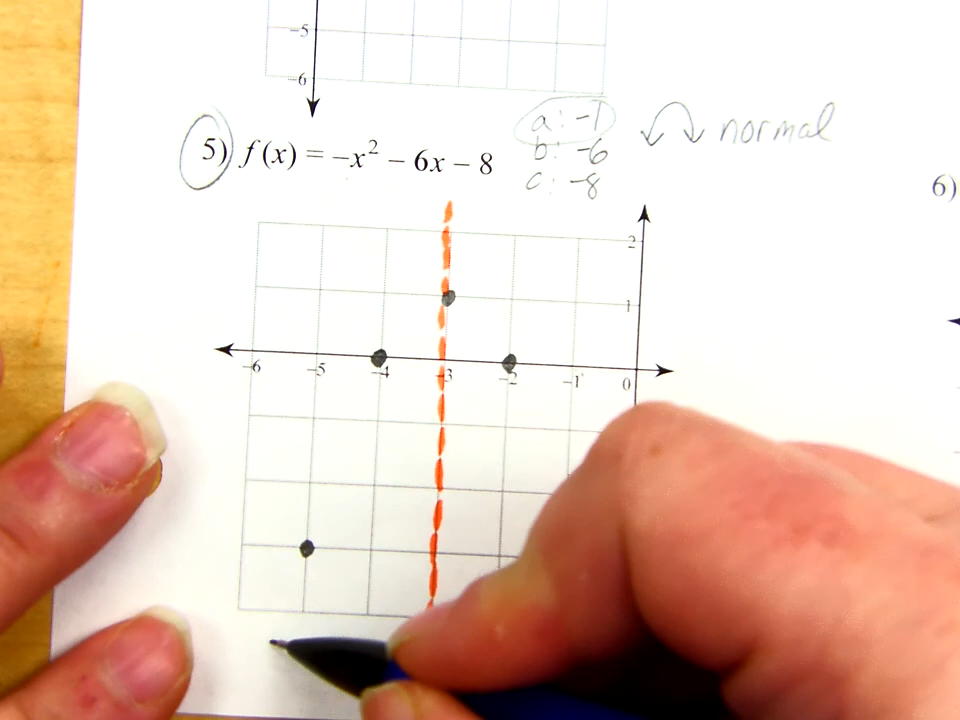 -5
-6
5) f(x) = -x² - 6x - 8
a: -1
b: -6
c: -8
normal
6)
2
1
-6 -5 -4 -3 -2 -1 0